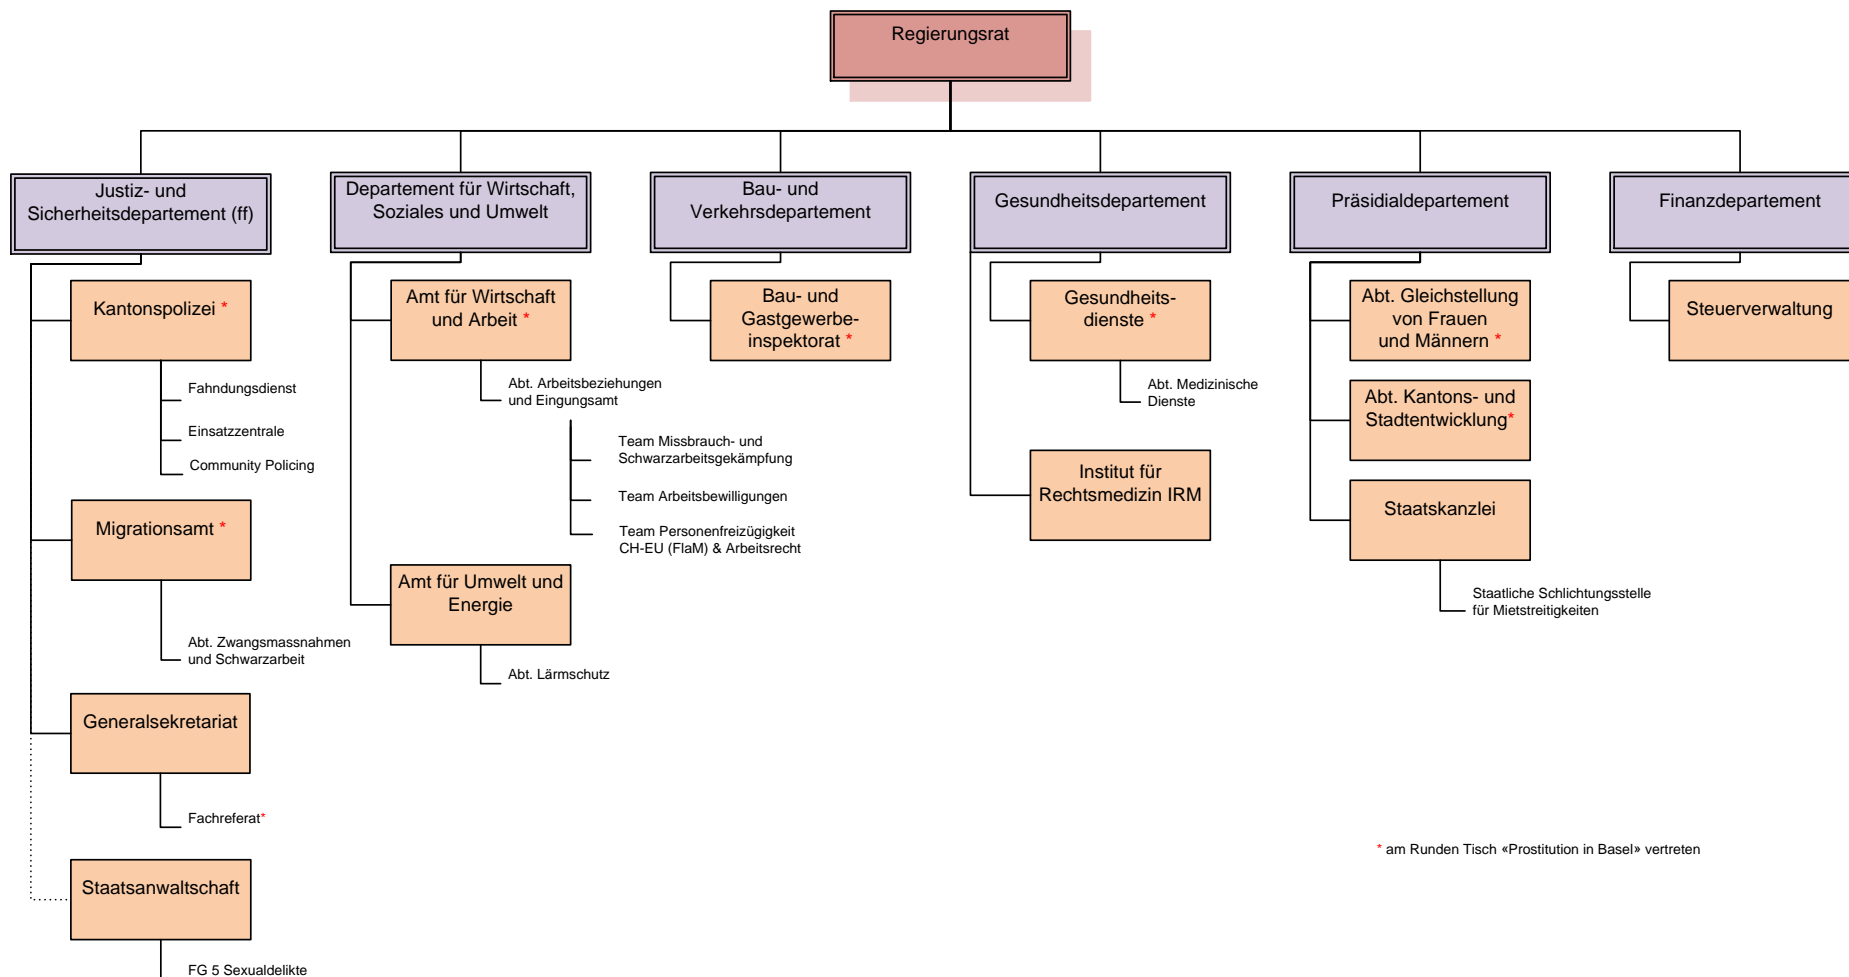 Regierungsrat
Justiz- und
Sicherheitsdepartement (ff)
Departement für Wirtschaft,
Soziales und Umwelt
Bau- und
Verkehrsdepartement
Gesundheitsdepartement
Präsidialdepartement
Finanzdepartement
Kantonspolizei *
Fahndungsdienst
Einsatzzentrale
Community Policing
Migrationsamt *
Abt. Zwangsmassnahmen
und Schwarzarbeit
Generalsekretariat
Fachreferat*
Staatsanwaltschaft
FG 5 Sexualdelikte
Amt für Wirtschaft
und Arbeit *
Abt. Arbeitsbeziehungen
und Eingungsamt
Team Missbrauch- und
Schwarzarbeitsgekämpfung
Team Arbeitsbewilligungen
Team Personenfreizügigkeit
CH-EU (FlaM) & Arbeitsrecht
Amt für Umwelt und
Energie
Abt. Lärmschutz
Bau- und
Gastgewerbe-
inspektorat *
Gesundheits-
dienste *
Abt. Medizinische
Dienste
Institut für
Rechtsmedizin IRM
Abt. Gleichstellung
von Frauen
und Männern *
Abt. Kantons- und
Stadtentwicklung*
Staatskanzlei
Staatliche Schlichtungsstelle
für Mietstreitigkeiten
Steuerverwaltung
* am Runden Tisch «Prostitution in Basel» vertreten